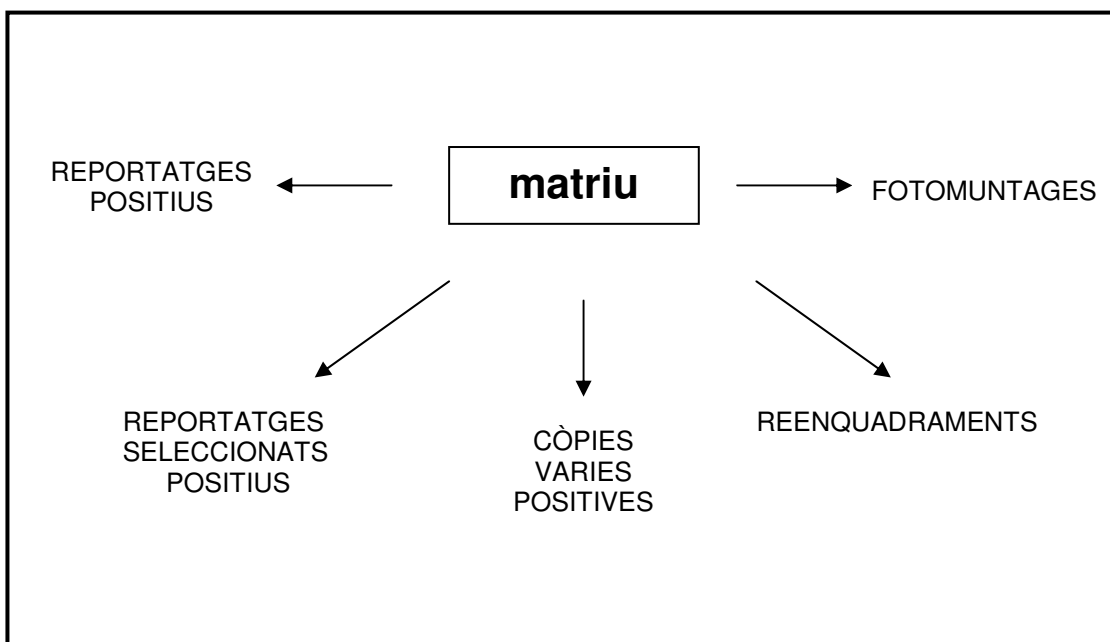 REPORTATGES
POSITIUS
matriu
FOTOMUNTAGES
REPORTATGES
SELECCIONATS
POSITIUS
CÒPIES
VARIES
POSITIVES
REENQUADRAMENTS